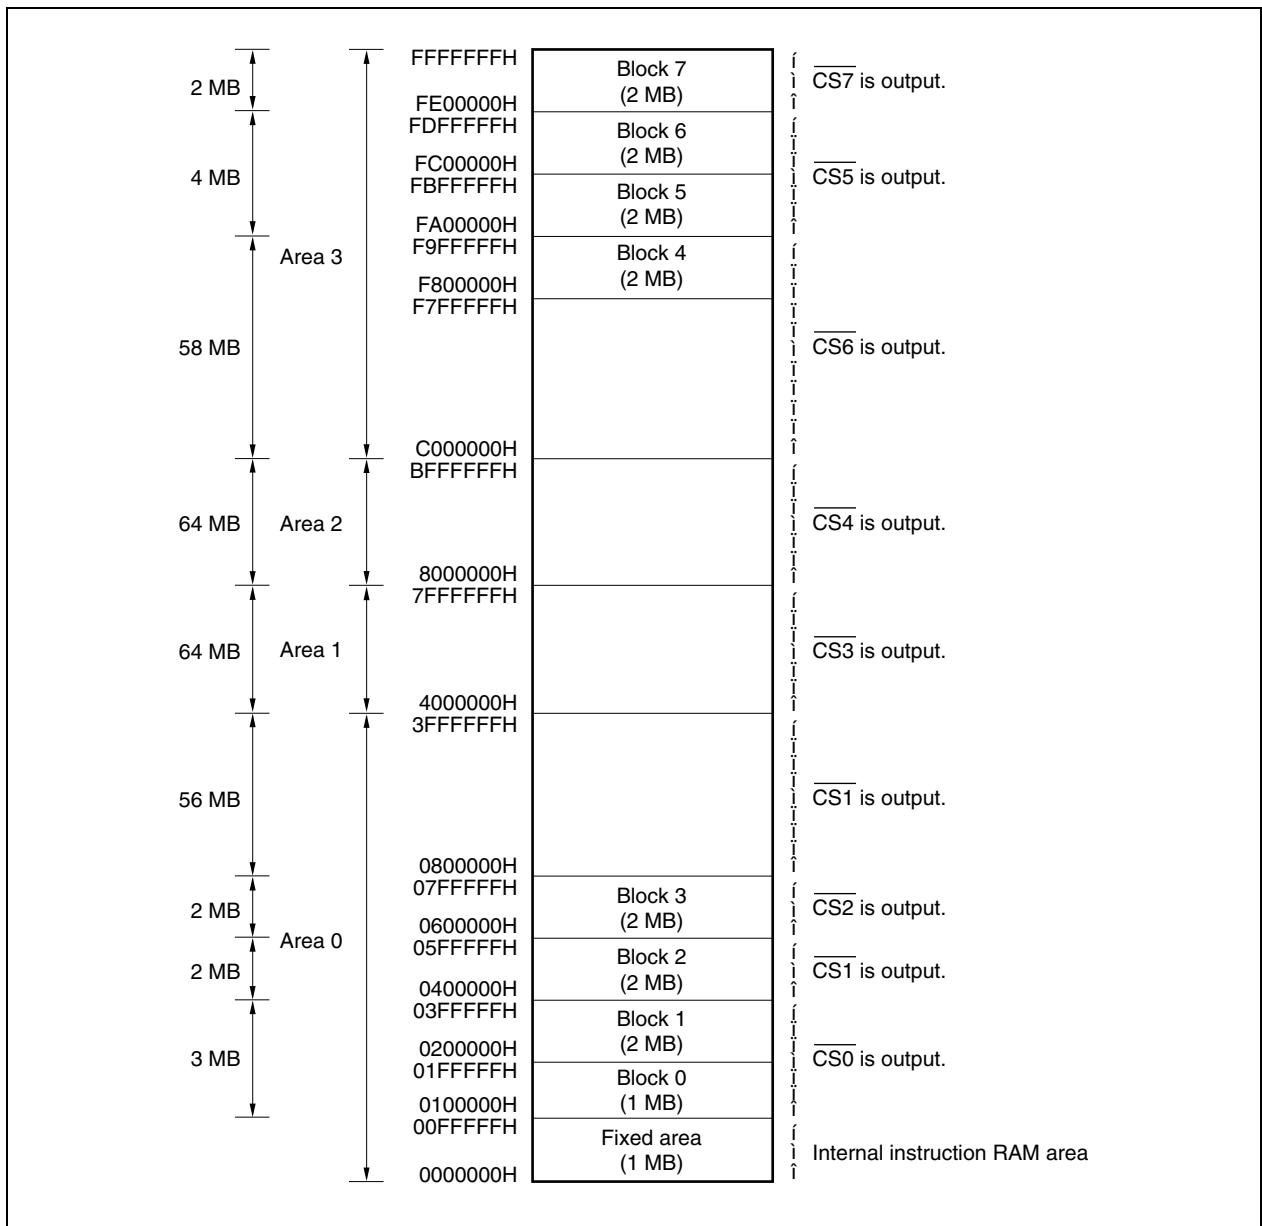 FFFFFFFH
Block 7
(2 MB)
2 MB
CS7 is output.
FE00000H
FDFFFFFH
Block 6
(2 MB)
FC00000H
FBFFFFFH
4 MB
CS5 is output.
Block 5
(2 MB)
FA00000H
F9FFFFFH
Area 3
Block 4
(2 MB)
F800000H
F7FFFFFH
58 MB
CS6 is output.
C000000H
BFFFFFFH
64 MB
Area 2
CS4 is output.
8000000H
7FFFFFFH
64 MB
Area 1
CS3 is output.
4000000H
3FFFFFFH
56 MB
CS1 is output.
0800000H
07FFFFFH
Block 3
(2 MB)
2 MB
CS2 is output.
0600000H
05FFFFFH
Area 0
Block 2
(2 MB)
2 MB
CS1 is output.
0400000H
03FFFFFH
Block 1
(2 MB)
3 MB
CS0 is output.
0200000H
01FFFFFH
Block 0
(1 MB)
0100000H
00FFFFFH
Fixed area
(1 MB)
Internal instruction RAM area
0000000H